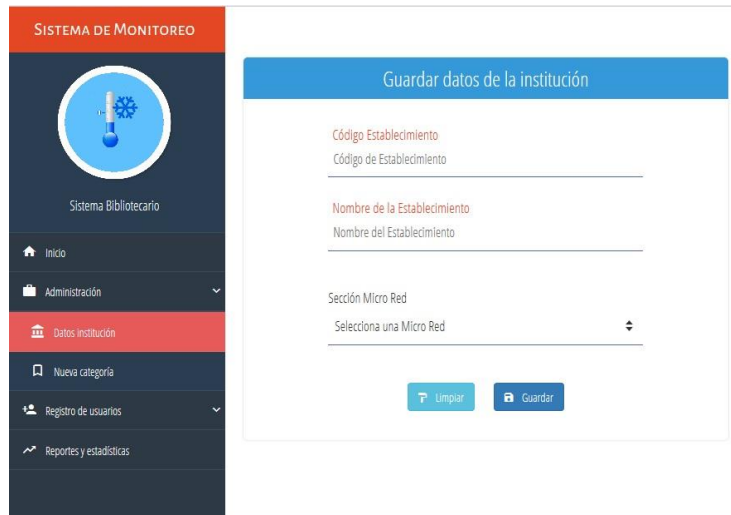 SISTEMA DE MONITOREO
Sistema Bibliotecario
Inicio
Administración
Datos institución
Nueva categoría
Registro de usuarios
Reportes y estadísticas
Guardar datos de la institución
Código Establecimiento
Código de Establecimiento
Nombre de la Establecimiento
Nombre del Establecimiento
Sección Micro Red
Selecciona una Micro Red
Limpiar
Guardar